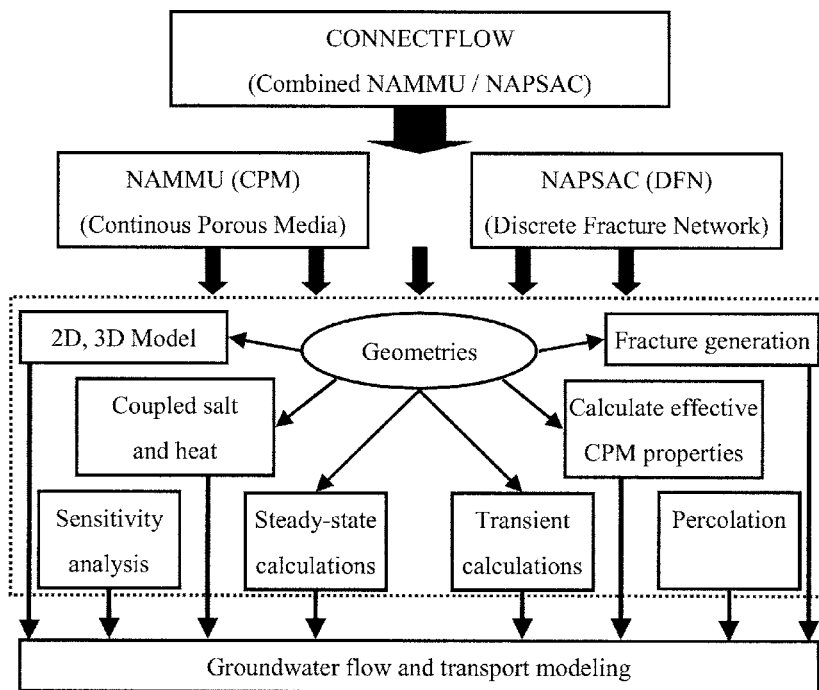 CONNECTFLOW
(Combined NAMMU / NAPSAC)
NAMMU (CPM)
(Continous Porous Media)
NAPSAC (DFN)
(Discrete Fracture Network)
2D, 3D Model
Geometries
Fracture generation
Coupled salt
and heat
Calculate effective
CPM properties
Sensitivity
analysis
Steady-state
calculations
Transient
calculations
Percolation
Groundwater flow and transport modeling